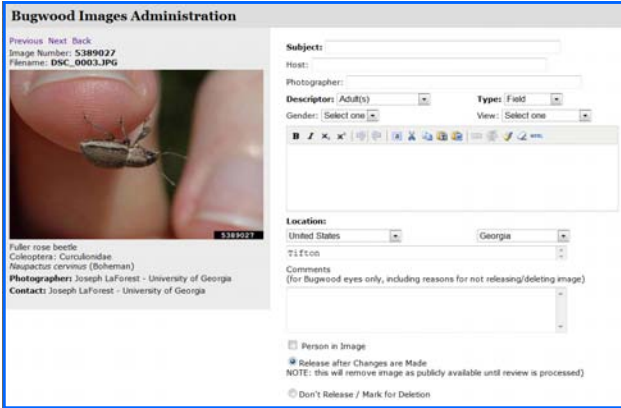 Bugwood Images Administration
Previous Next Back
Image Number: 5389027
Filename: DSC_0003.JPG
5389027
Fuller rose beetle
Coleoptera: Curculionidae
Naupactus cervinus (Boheman)
Photographer: Joseph LaForest - University of Georgia
Contact: Joseph LaForest - University of Georgia
Subject:
Host:
Photographer:
Descriptor: Adult(s) Type: Field
Gender: Select one View: Select one
B I x, x' HTML
Location:
United States Georgia
Tifton
Comments
(for Bugwood eyes only, including reasons for not releasing/deleting image)
Person in Image
Release after Changes are Made
NOTE: this will remove image as publicly available until review is processed)
Don't Release / Mark for Deletion